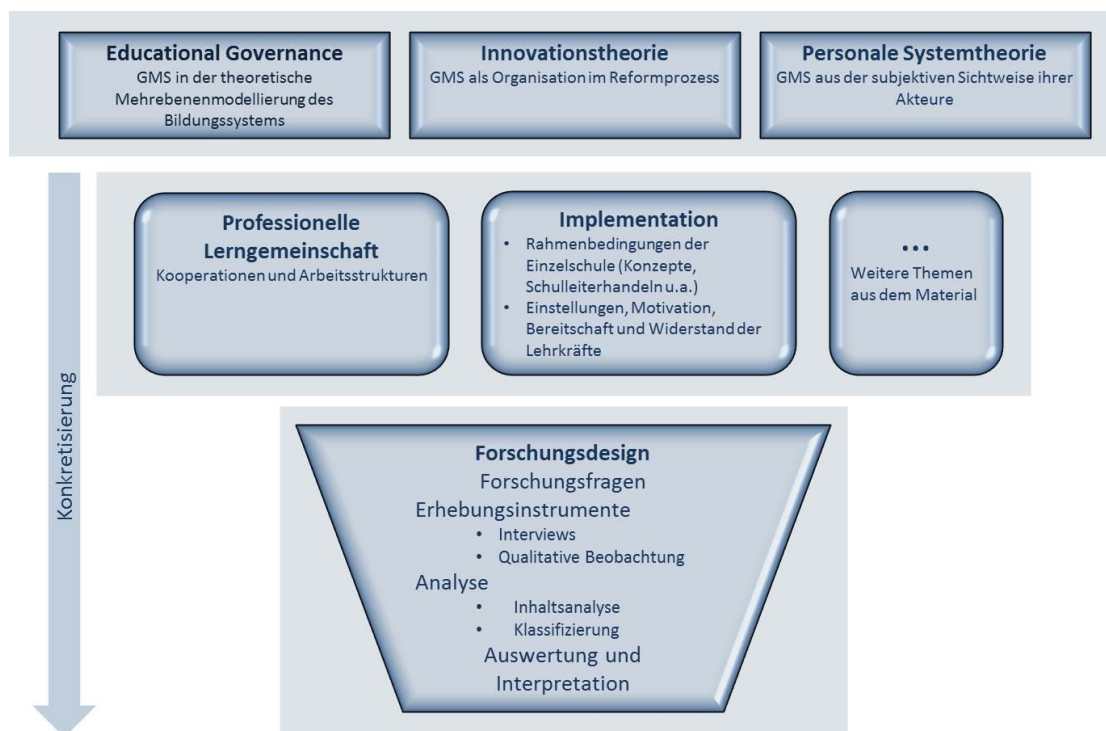 Educational Governance
GMS in der theoretische
Mehrebenenmodellierung des
Bildungssystems
Innovationstheorie
GMS als Organisation im Reformprozess
Personale Systemtheorie
GMS aus der subjektiven Sichtweise ihrer
Akteure
Konkretisierung
Professionelle
Lerngemeinschaft
Kooperationen und Arbeitsstrukturen
Implementation
• Rahmenbedingungen der
Einzelschule (Konzepte,
Schulleiterhandeln u.a.)
• Einstellungen, Motivation,
Bereitschaft und Widerstand der
Lehrkräfte
...
Weitere Themen
aus dem Material
Forschungsdesign
Forschungsfragen
Erhebungsinstrumente
• Interviews
• Qualitative Beobachtung
Analyse
• Inhaltsanalyse
• Klassifizierung
Auswertung und
Interpretation